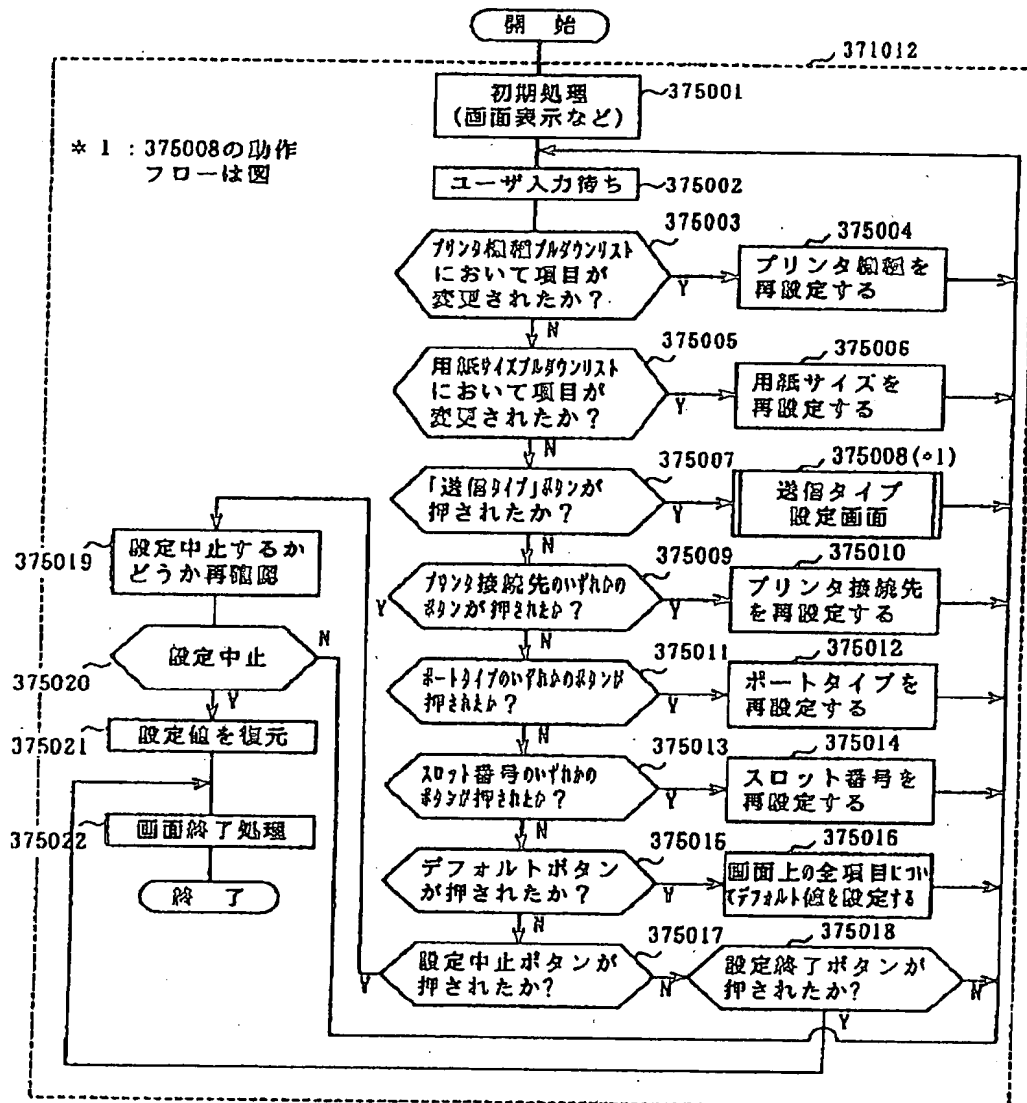 開 始
371012
初期処理
(画面表示など)
375001
* 1 : 375008の動作
フローは図
ユーザ入力待ち
375002
375003
プリンタ機種プルダウンリスト
において項目が
変更されたか?
Y
N
375004
プリンタ機種を
再設定する
375005
用紙サイズプルダウンリスト
において項目が
変更されたか?
Y
N
375006
用紙サイズを
再設定する
375007
「送信タイプ」ボタンが
押されたか?
Y
N
375008(*1)
送信タイプ
設定画面
375009
プリンタ接続先のいずれかの
ボタンが押されたか?
Y
N
375010
プリンタ接続先
を再設定する
375011
ポートタイプのいずれかのボタンが
押されたか?
Y
N
375012
ポートタイプを
再設定する
375013
スロット番号のいずれかの
ボタンが押されたか?
Y
N
375014
スロット番号を
再設定する
375015
デフォルトボタン
が押されたか?
Y
N
375016
画面上の全項目につい
てデフォルト値を設定する
375017
設定中止ボタンが
押されたか?
Y
N
375018
設定終了ボタンが
押されたか?
N
Y
375019
設定中止するか
どうか再確認
Y
375020
設定中止
N
Y
375021
設定値を復元
375022
画面終了処理
終 了